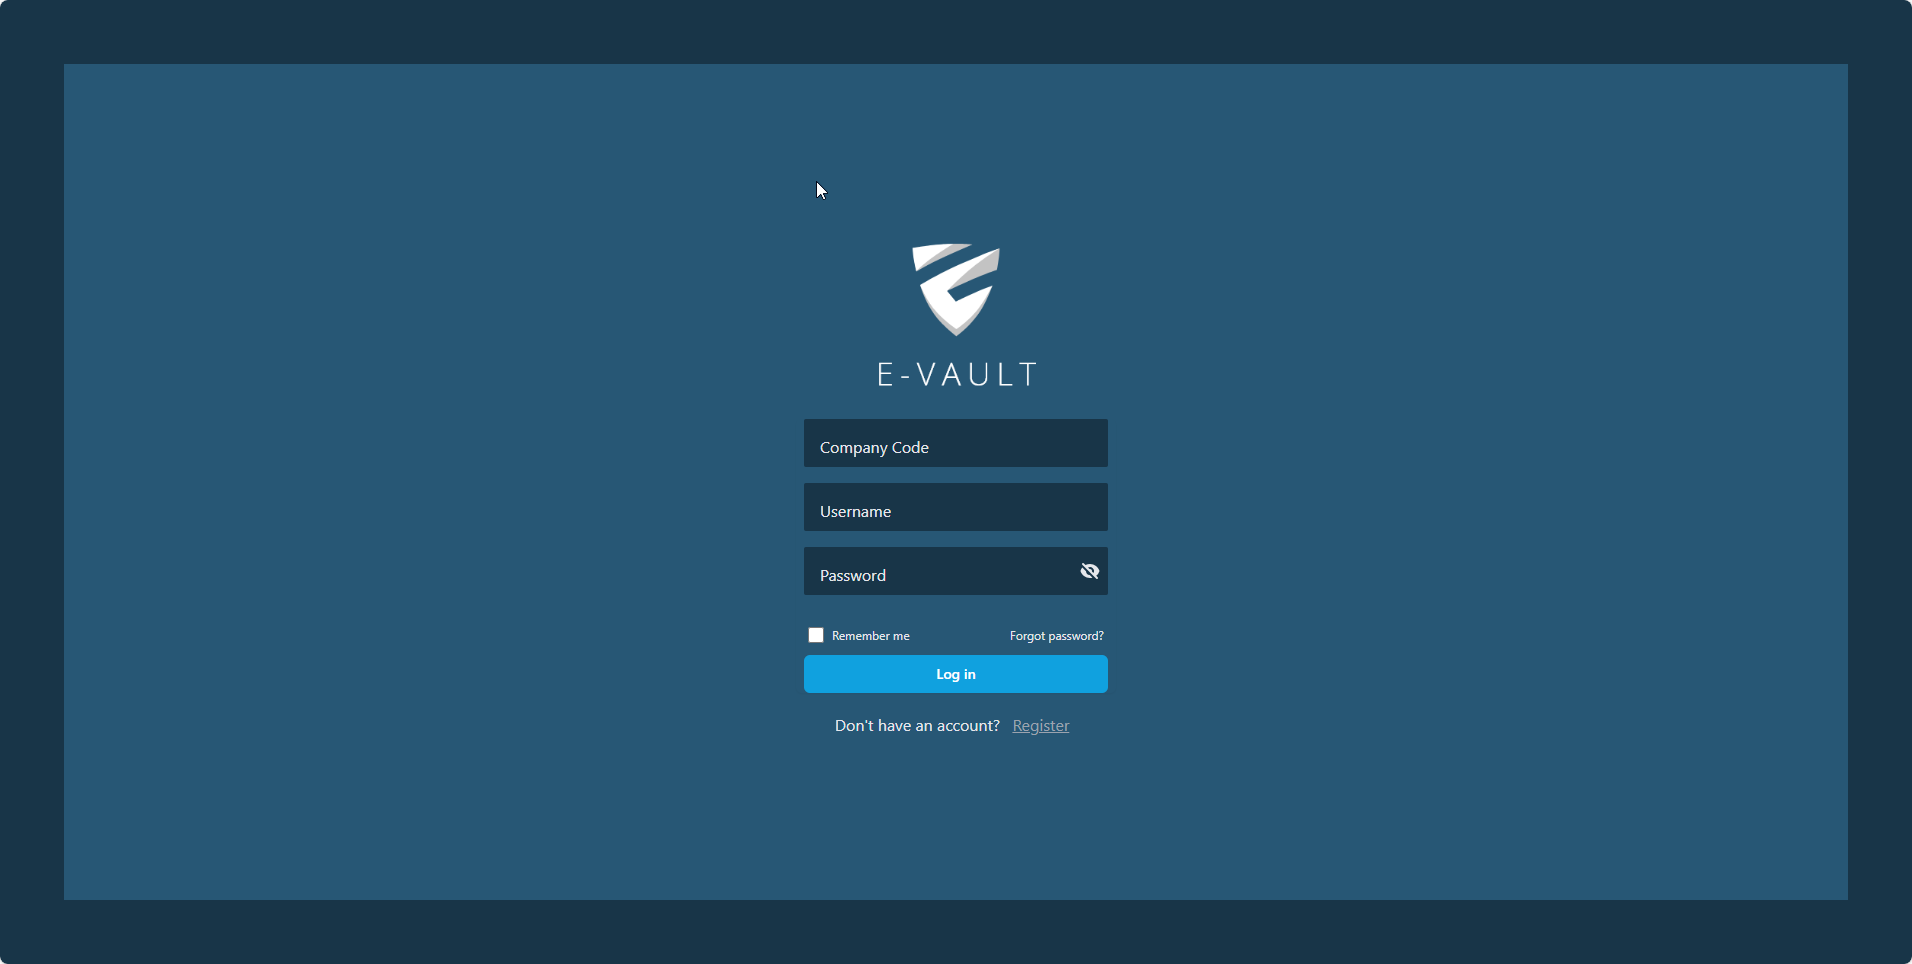 E-VAULT
Company Code
Username
Password
Remember me
Forgot password?
Log in
Don't have an account? Register